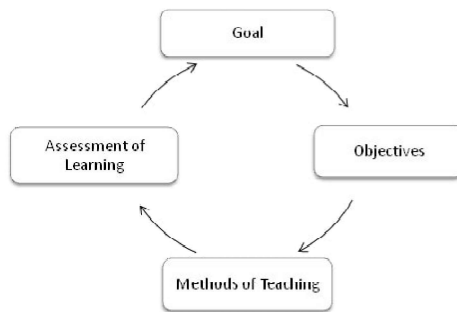 Goal
Objectives
Methods of Teaching
Assessment of
Learning